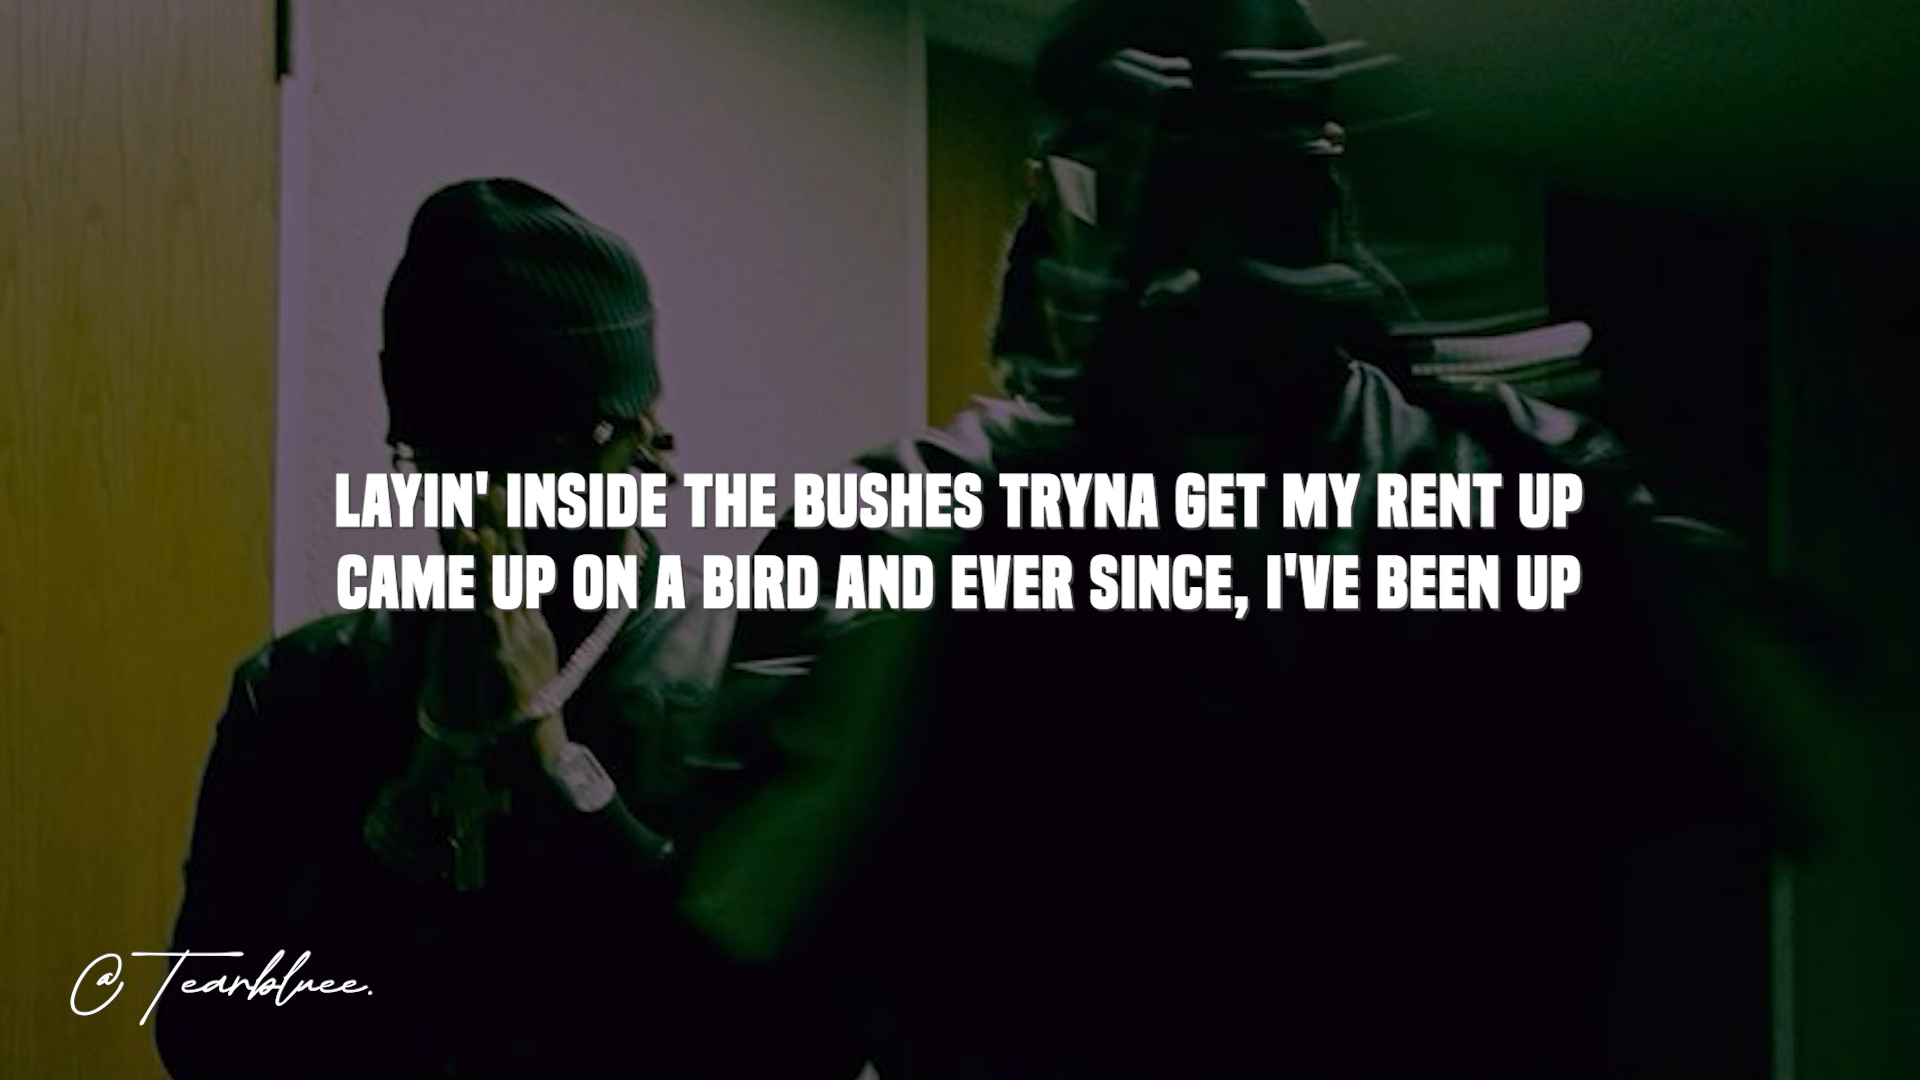 LAYIN' INSIDE THE BUSHES TRYNA GET MY RENT UP
CAME UP ON A BIRD AND EVER SINCE, I'VE BEEN UP
@Teanbluee.